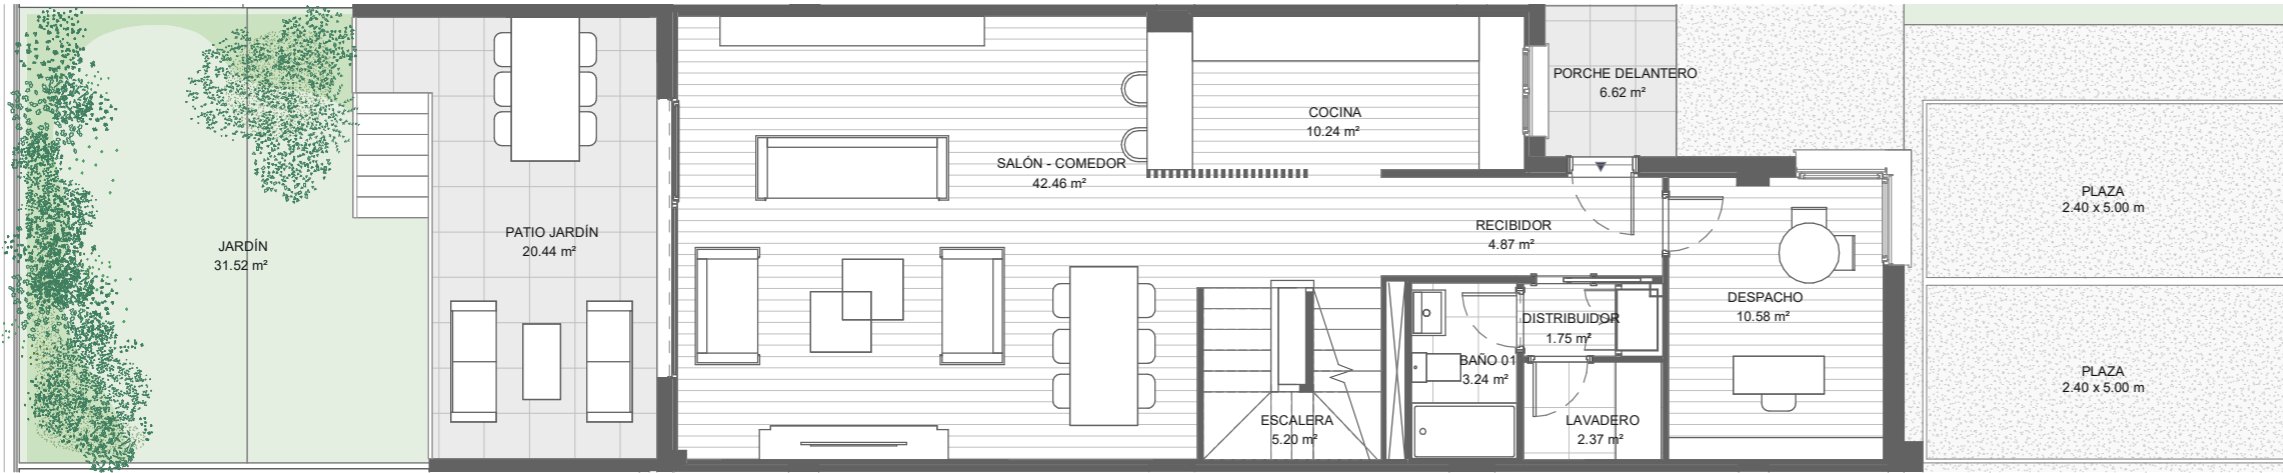 JARDÍN
31.52 m²
PATIO JARDÍN
20.44 m²
SALÓN - COMEDOR
42.46 m²
COCINA
10.24 m²
PORCHE DELANTERO
6.62 m²
RECIBIDOR
4.87 m²
DESPACHO
10.58 m²
DISTRIBUIDOR
1.75 m²
BAÑO 01
3.24 m²
ESCALERA
5.20 m²
LAVADERO
2.37 m²
PLAZA
2.40 x 5.00 m
PLAZA
2.40 x 5.00 m